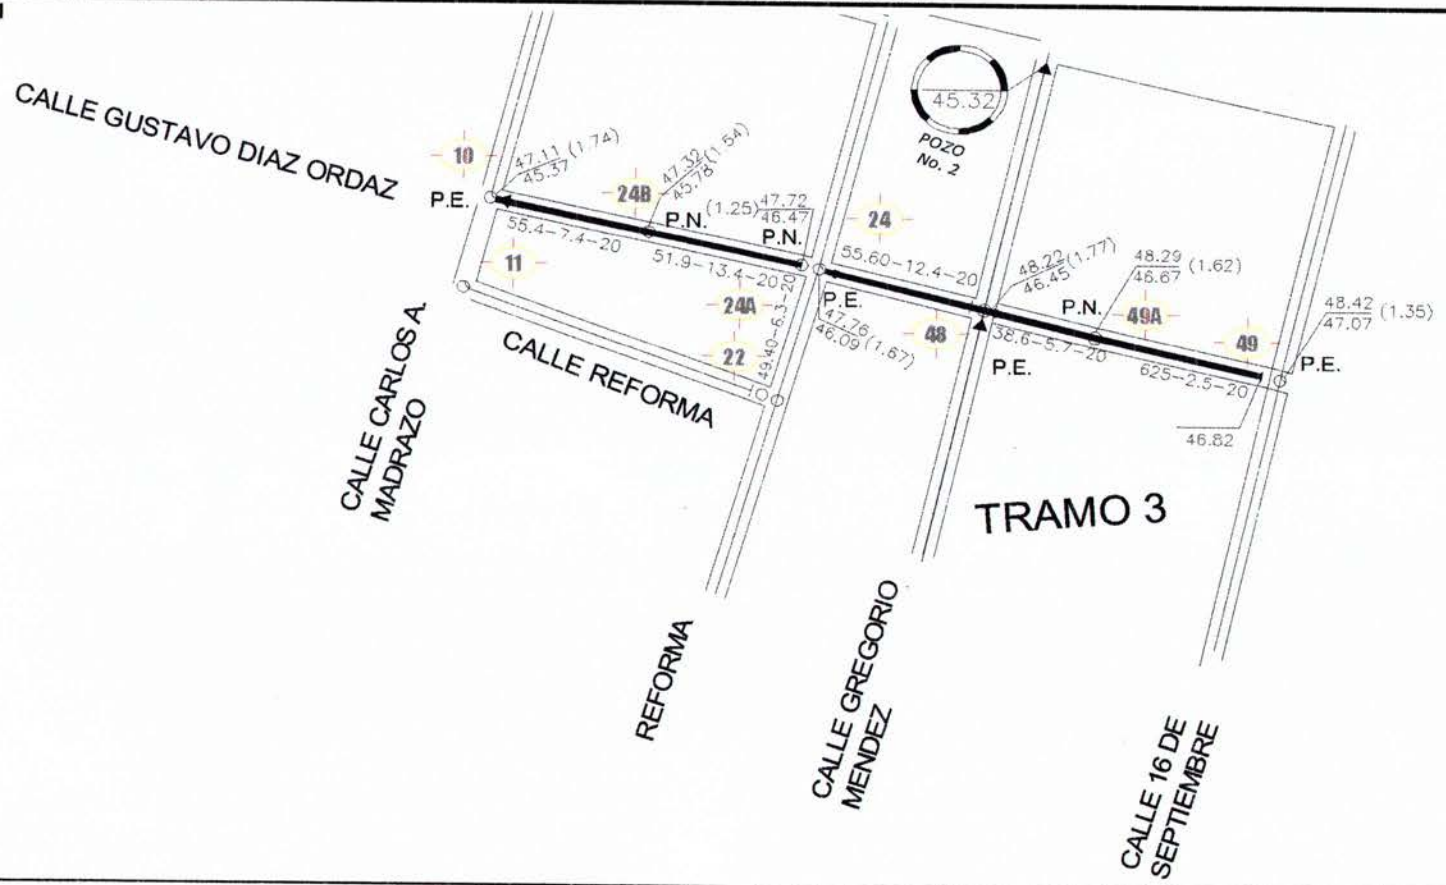 CALLE GUSTAVO DIAZ ORDAZ
10
P.E.
47.11 (1.74)
45.37
24B
47.32 (1.54)
45.78
P.N.
(1.25) 47.72
46.47
P.N.
45.32
POZO
No. 2
24
55.4-7.4-20
51.9-13.4-20
11
24A
22
49.40-6.3-20
55.60-12.4-20
P.E.
47.76 (1.67)
46.09
48
48.22 (1.77)
46.45
P.N.
48.29 (1.62)
46.67
49A
49
48.42 (1.35)
47.07
P.E.
P.E.
38.6-5.7-20
625-2.5-20
46.82
CALLE REFORMA
CALLE CARLOS A.
MADRAZO
TRAMO 3
REFORMA
CALLE GREGORIO
MENDEZ
CALLE 16 DE
SEPTIEMBRE